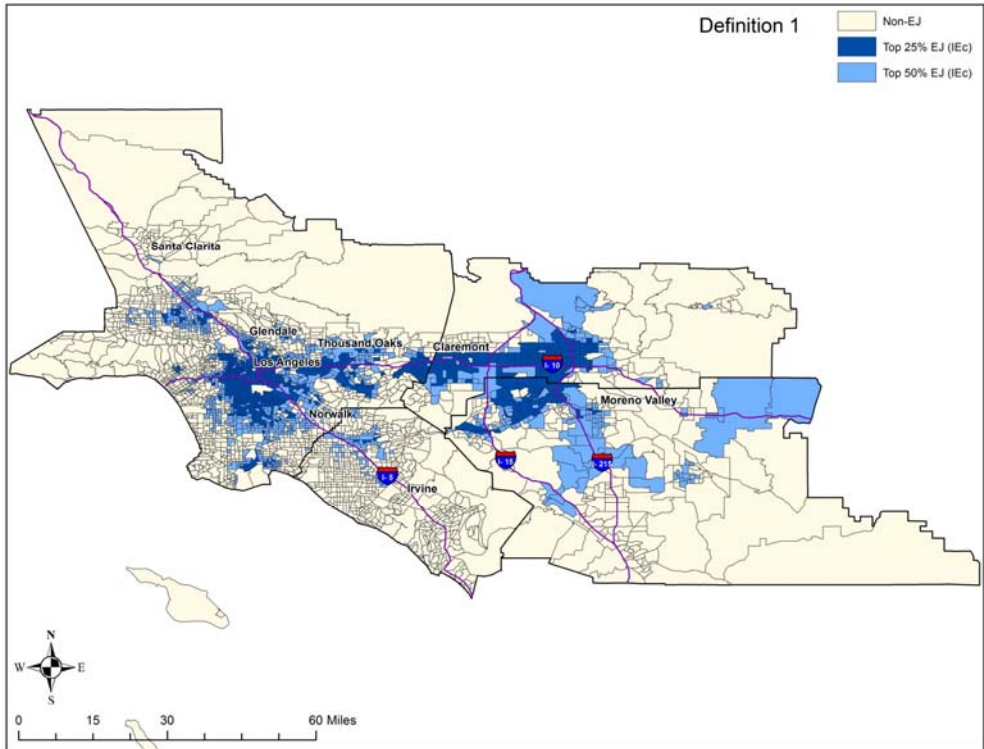 Definition 1
Non-EJ
Top 25% EJ (IEc)
Top 50% EJ (IEc)
Santa Clarita
Glendale
Thousand Oaks
Claremont
Los Angeles
I- 10
Norwalk
Moreno Valley
I- 5
I- 15
I- 215
Irvine
N
W E
S
0 15 30 60 Miles